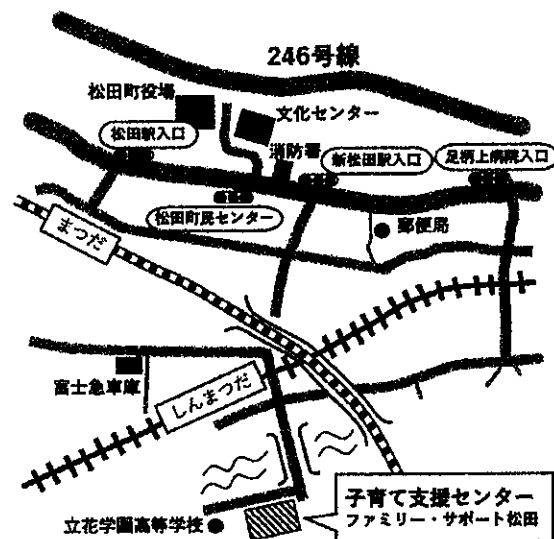 246号線
松田町役場
文化センター
松田駅入口
消防署
新松田駅入口
足柄上病院入口
松田町民センター
郵便局
まつだ
富士急車庫
しんまつだ
子育て支援センター
ファミリー・サポート松田
立花学園高等学校